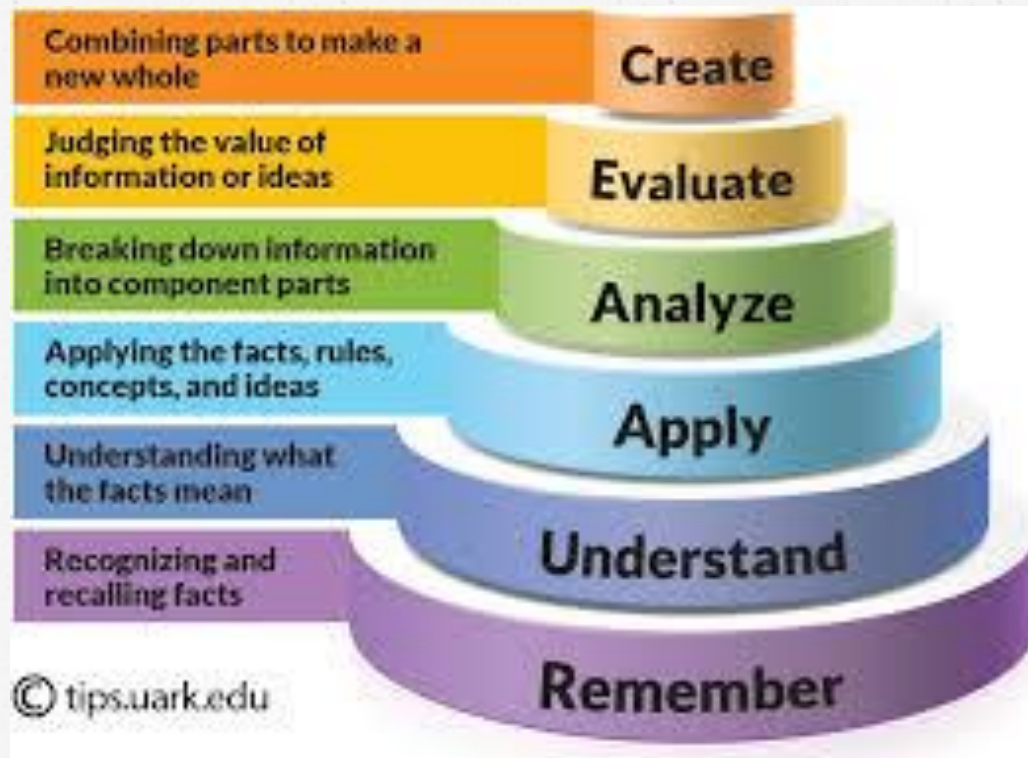 Combining parts to make a
new whole
Create
Judging the value of
information or ideas
Evaluate
Breaking down information
into component parts
Analyze
Applying the facts, rules,
concepts, and ideas
Apply
Understanding what
the facts mean
Understand
Recognizing and
recalling facts
Remember
© tips.uark.edu